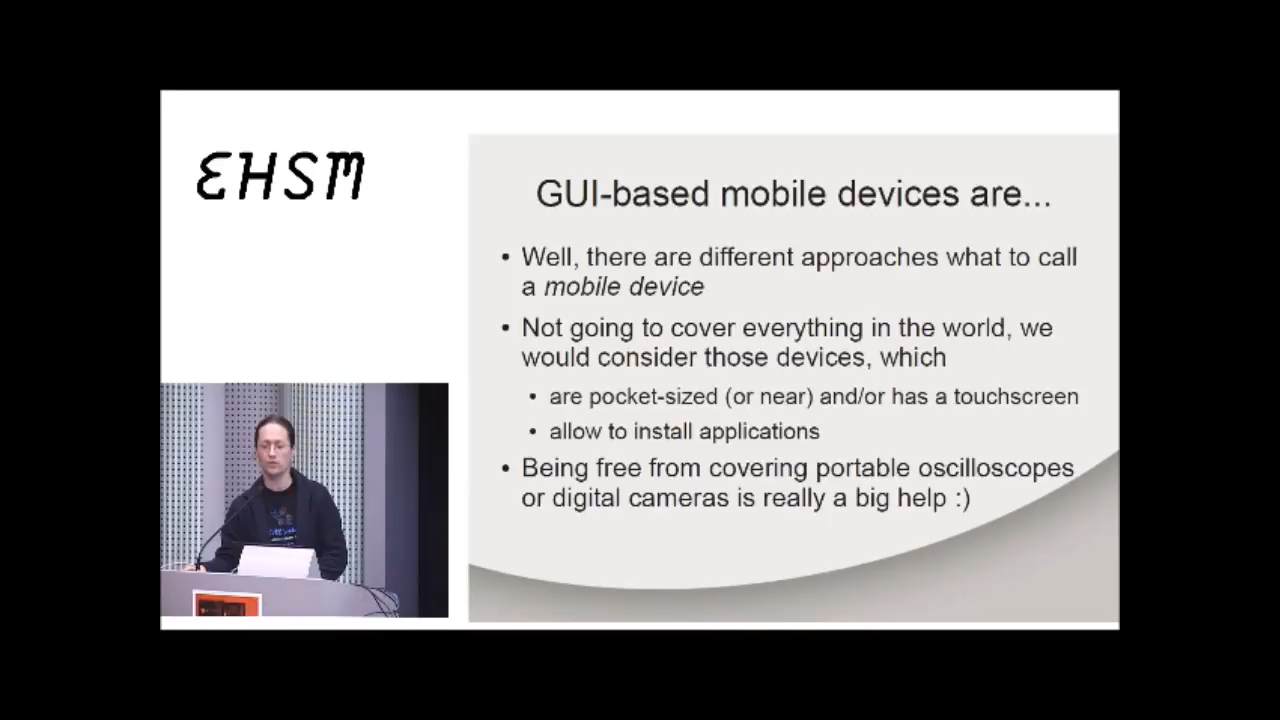 EHSM
GUI-based mobile devices are...
• Well, there are different approaches what to call
a mobile device
• Not going to cover everything in the world, we
would consider those devices, which
• are pocket-sized (or near) and/or has a touchscreen
• allow to install applications
• Being free from covering portable oscilloscopes
or digital cameras is really a big help :)